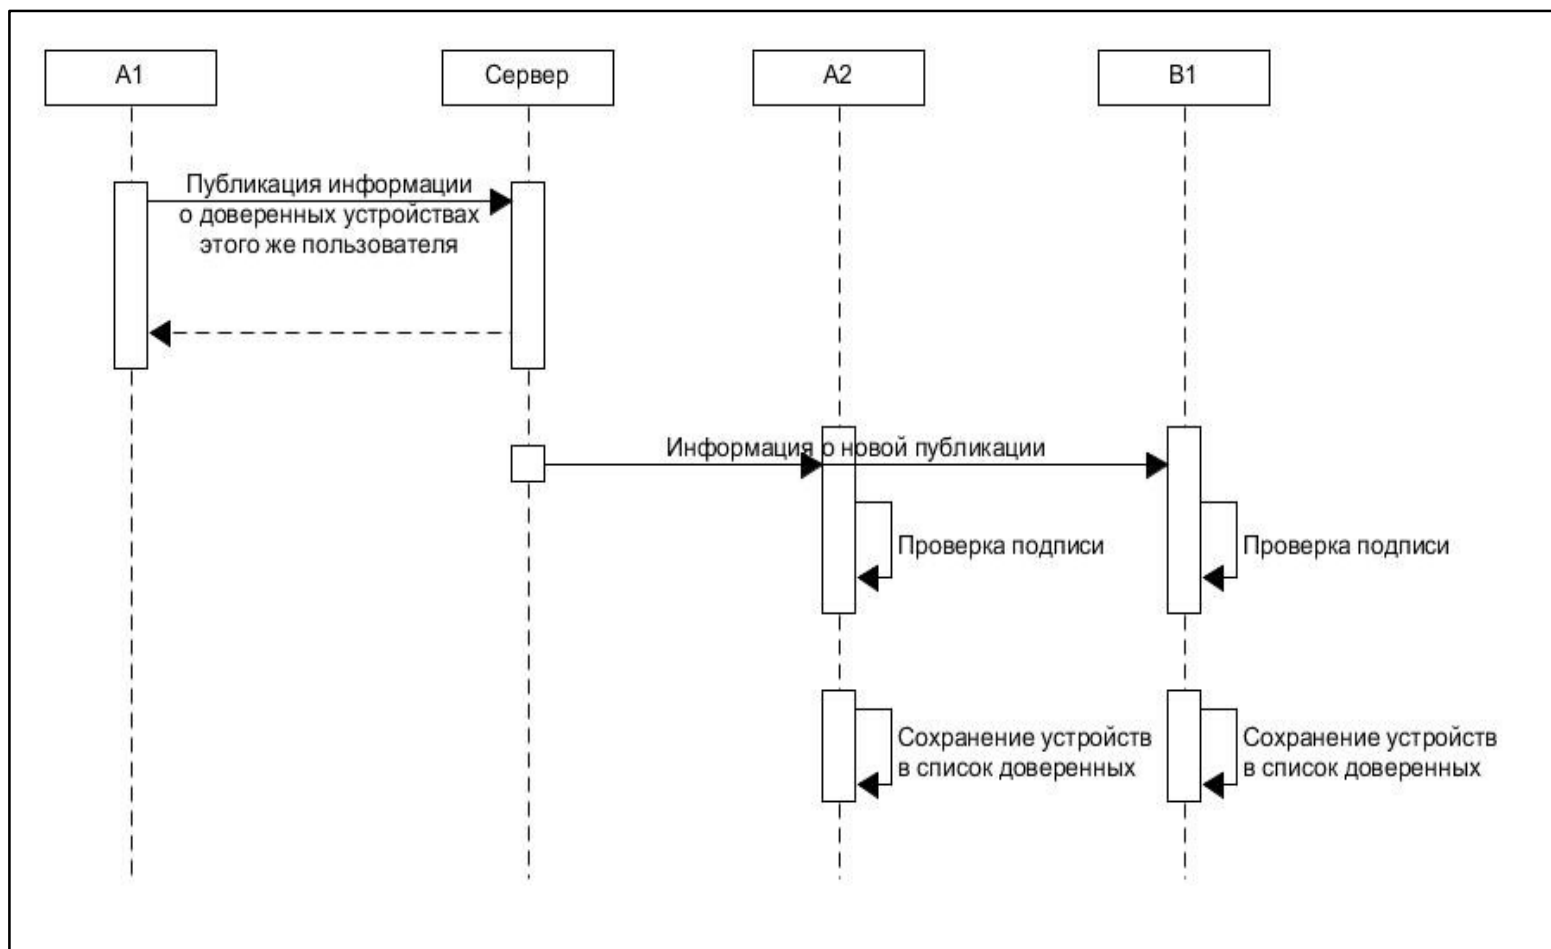 A1
Сервер
A2
B1
Публикация информации
о доверенных устройствах
этого же пользователя
Информация о новой публикации
Проверка подписи
Проверка подписи
Сохранение устройств
в список доверенных
Сохранение устройств
в список доверенных